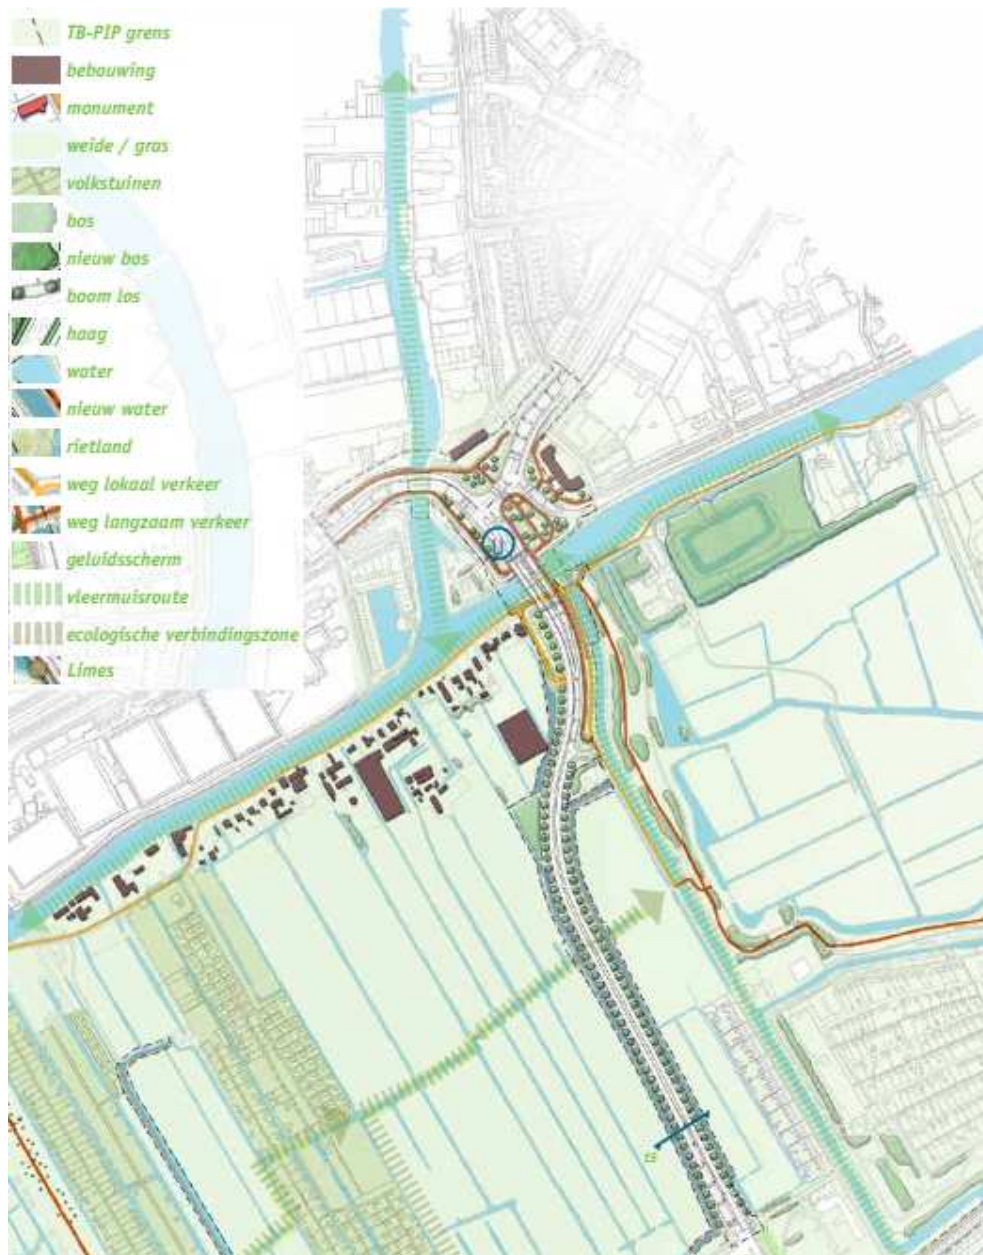 TB-PIP grens
bebouwing
monument
weide / gras
volkstuinen
bos
nieuw bos
boom los
haag
water
nieuw water
rietland
weg lokaal verkeer
weg langzaam verkeer
geluidsscherm
vleermuisroute
ecologische verbindingszone
Limes